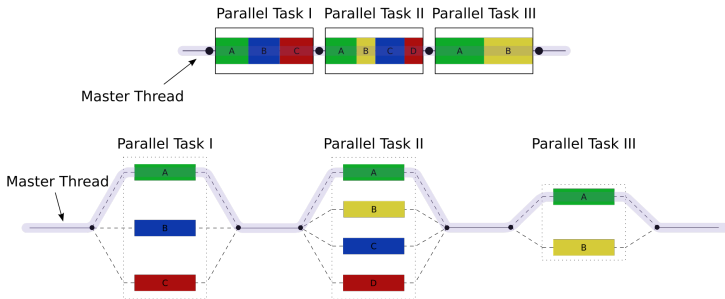 Parallel Task I Parallel Task II Parallel Task III
A B C A B C D A B
Master Thread
Parallel Task I Parallel Task II Parallel Task III
A A
Master Thread A
B
B C B
C D